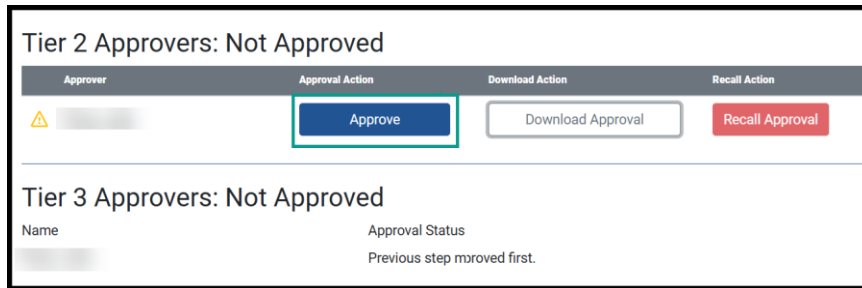 Tier 2 Approvers: Not Approved
Approver Approval Action Download Action Recall Action
Approve Download Approval Recall Approval
Tier 3 Approvers: Not Approved
Name Approval Status
Previous step moroved first.